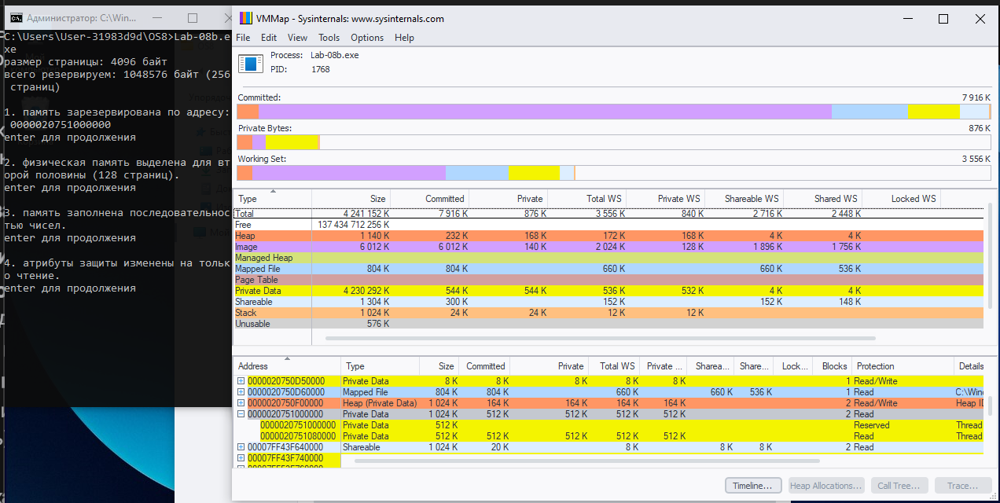 Администратор: C:\Win...
C:\Users\User-31983d9d\OS8>Lab-08b.e
xe
размер страницы: 4096 байт
всего резервируем: 1048576 байт (256
страниц)
1. память зарезервирована по адресу:
0000020751000000
enter для продолжения
2. физическая память выделена для вт
орой половины (128 страниц).
enter для продолжения
3. память заполнена последовательнос
тью чисел.
enter для продолжения
4. атрибуты защиты изменены на тольк
о чтение.
enter для продолжения
VMMap - Sysinternals: www.sysinternals.com
File Edit View Tools Options Help
Process: Lab-08b.exe
PID: 1768
Committed: 7 916 K
Private Bytes: 876 K
Working Set: 3 556 K
Type Size Committed Private Total WS Private WS Shareable WS Shared WS Locked WS
Total 4 241 152 K 7 916 K 876 K 3 556 K 840 K 2 716 K 2 448 K
Free 137 434 712 256 K
Heap 1 140 K 232 K 168 K 172 K 168 K 4 K 4 K
Image 6 012 K 6 012 K 140 K 2 024 K 128 K 1 896 K 1 756 K
Managed Heap
Mapped File 804 K 804 K 660 K 660 K 536 K
Page Table
Private Data 4 230 292 K 544 K 544 K 536 K 532 K 4 K 4 K
Shareable 1 304 K 300 K 152 K 152 K 148 K
Stack 1 024 K 24 K 24 K 12 K 12 K
Unusable 576 K
Address Type Size Committed Private Total WS Private ... Sharea... Share... Lock... Blocks Protection Details
0000020750D50000 Private Data 8 K 8 K 8 K 8 K 8 K 1 Read/Write
0000020750D60000 Mapped File 804 K 804 K 660 K 660 K 536 K 1 Read C:\Wind
0000020750F00000 Heap (Private Data) 1 024 K 164 K 164 K 164 K 164 K 2 Read/Write Heap ID
0000020751000000 Private Data 1 024 K 512 K 512 K 512 K 512 K 2 Read
0000020751000000 Private Data 512 K Reserved Thread
0000020751080000 Private Data 512 K 512 K 512 K 512 K 512 K Read Thread
00007FF43F640000 Shareable 1 024 K 20 K 8 K 8 K 8 K 2 Read
00007FF43F740000
Timeline... Heap Allocations... Call Tree... Trace...